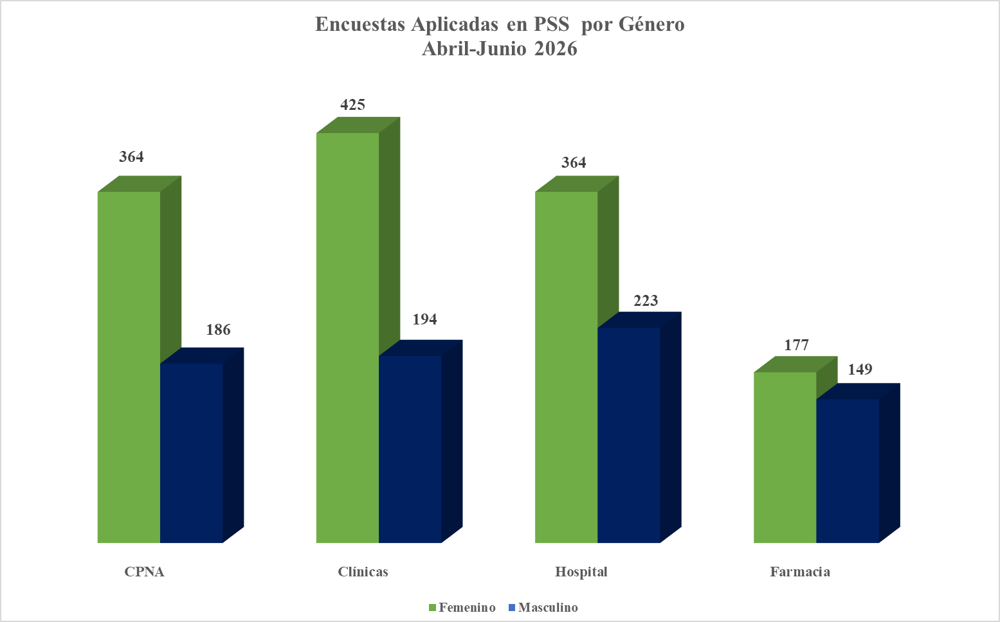 Encuestas Aplicadas en PSS  por Género
Abril-Junio 2026
425
364
364
223
194
186
177
149
CPNA
Clínicas
Hospital
Farmacia
Femenino
Masculino